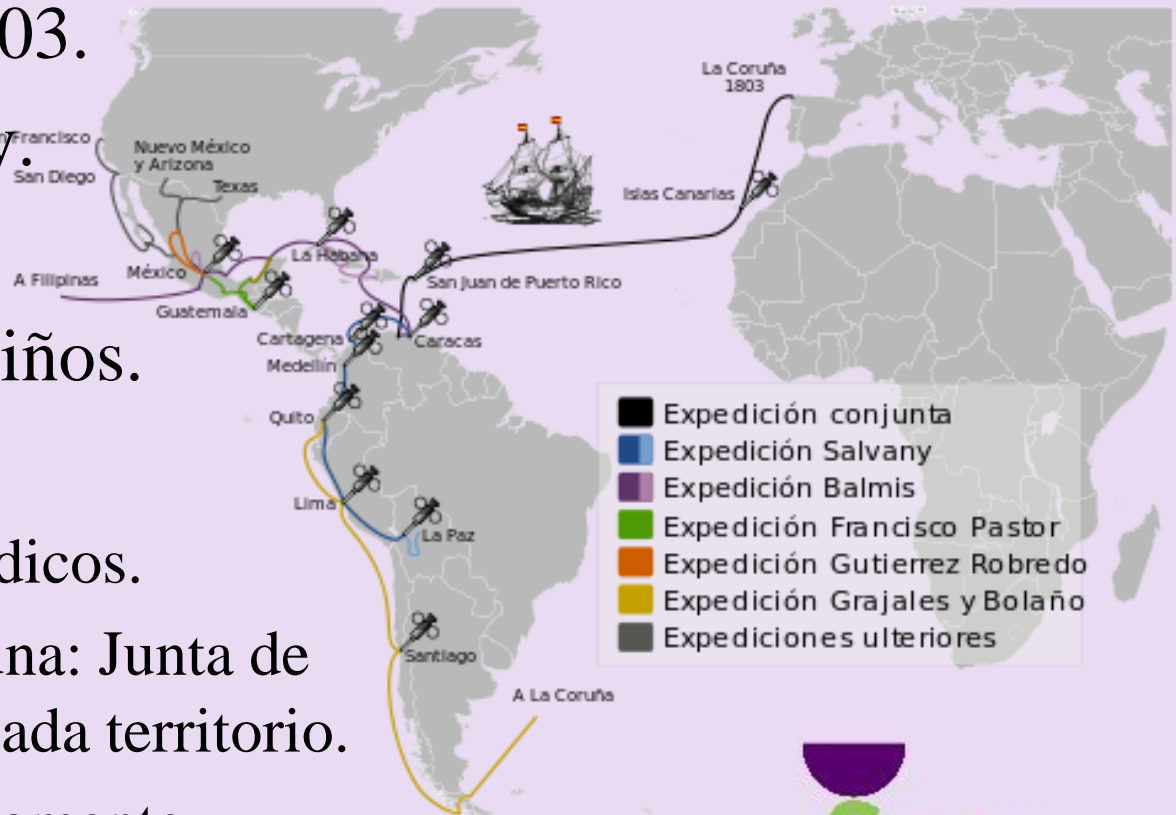 03.
y.
iños.
dicos.
una: Junta de
ada territorio.
La Coruña
1803
Francisco
Nuevo México
y Arizona
San Diego
Texas
Islas Canarias
La Habana
México
A Filipinas
San Juan de Puerto Rico
Guatemala
Cartagena
Caracas
Medellín
Quito
Lima
La Paz
Santiago
A La Coruña
Expedición conjunta
Expedición Salvany
Expedición Balmis
Expedición Francisco Pastor
Expedición Gutierrez Robredo
Expedición Grajales y Bolaño
Expediciones ulteriores